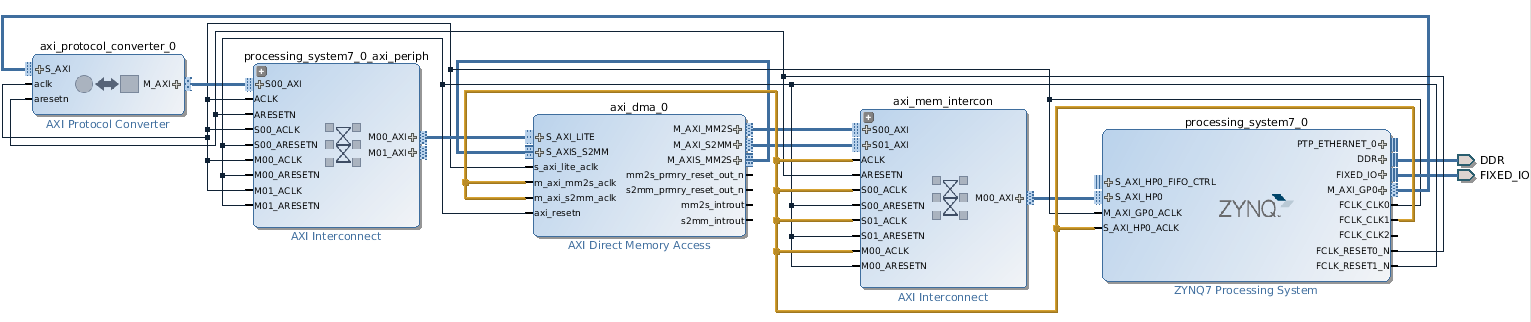 axi_protocol_converter_0
S_AXI
aclk
aresetn
M_AXI
AXI Protocol Converter
processing_system7_0_axi_periph
S00_AXI
ACLK
ARESETN
S00_ACLK
S00_ARESETN
M00_ACLK
M00_ARESETN
M01_ACLK
M01_ARESETN
M00_AXI
M01_AXI
AXI Interconnect
axi_dma_0
S_AXI_LITE
S_AXIS_S2MM
s_axi_lite_aclk
m_axi_mm2s_aclk
m_axi_s2mm_aclk
axi_resetn
M_AXI_MM2S
M_AXI_S2MM
M_AXIS_MM2S
mm2s_prmry_reset_out_n
s2mm_prmry_reset_out_n
mm2s_introut
s2mm_introut
AXI Direct Memory Access
axi_mem_intercon
S00_AXI
S01_AXI
ACLK
ARESETN
S00_ACLK
S00_ARESETN
S01_ACLK
S01_ARESETN
M00_ACLK
M00_ARESETN
M00_AXI
AXI Interconnect
processing_system7_0
S_AXI_HP0_FIFO_CTRL
S_AXI_HP0
M_AXI_GP0_ACLK
S_AXI_HP0_ACLK
ZYNQ
PTP_ETHERNET_0
DDR
FIXED_IO
M_AXI_GP0
FCLK_CLK0
FCLK_CLK1
FCLK_CLK2
FCLK_RESET0_N
FCLK_RESET1_N
ZYNQ7 Processing System
DDR
FIXED_IO